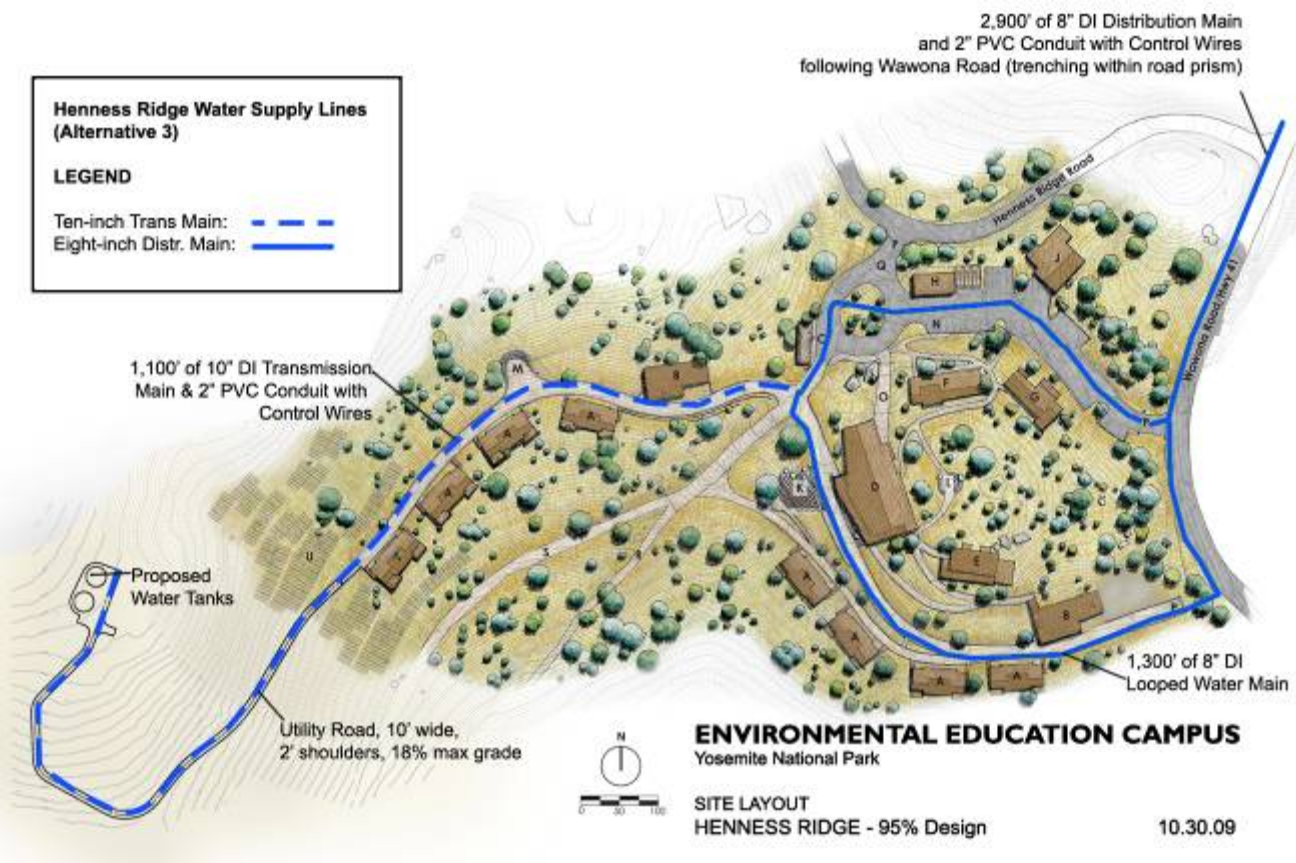 2,900' of 8" DI Distribution Main
and 2" PVC Conduit with Control Wires
following Wawona Road (trenching within road prism)
Henness Ridge Water Supply Lines
(Alternative 3)
LEGEND
Ten-inch Trans Main:
Eight-inch Distr. Main:
Henness Ridge Road
Wawona Road/Hwy 41
P
Q
H
J
N
C
1,100' of 10" DI Transmission
Main & 2" PVC Conduit with
Control Wires
M
B
A
A
A
A
F
O
G
P
D
K
L
U
S
R
E
A
A
B
P
A
A
Proposed
Water Tanks
1,300' of 8" DI
Looped Water Main
Utility Road, 10' wide,
2' shoulders, 18% max grade
N
0 50 100
ENVIRONMENTAL EDUCATION CAMPUS
Yosemite National Park
SITE LAYOUT
HENNESS RIDGE - 95% Design
10.30.09